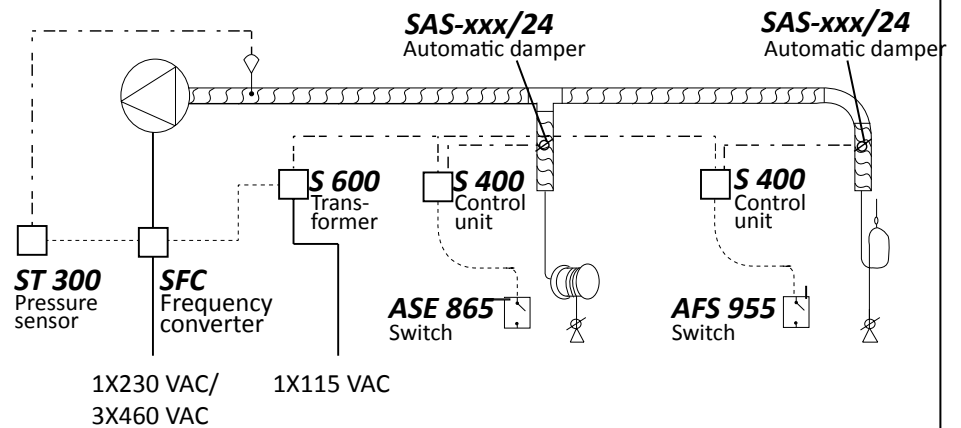 SAS-xxx/24
Automatic damper
SAS-xxx/24
Automatic damper
S 600
Trans-
former
S 400
Control
unit
S 400
Control
unit
ST 300
Pressure
sensor
SFC
Frequency
converter
ASE 865
Switch
AFS 955
Switch
1X230 VAC/
3X460 VAC
1X115 VAC